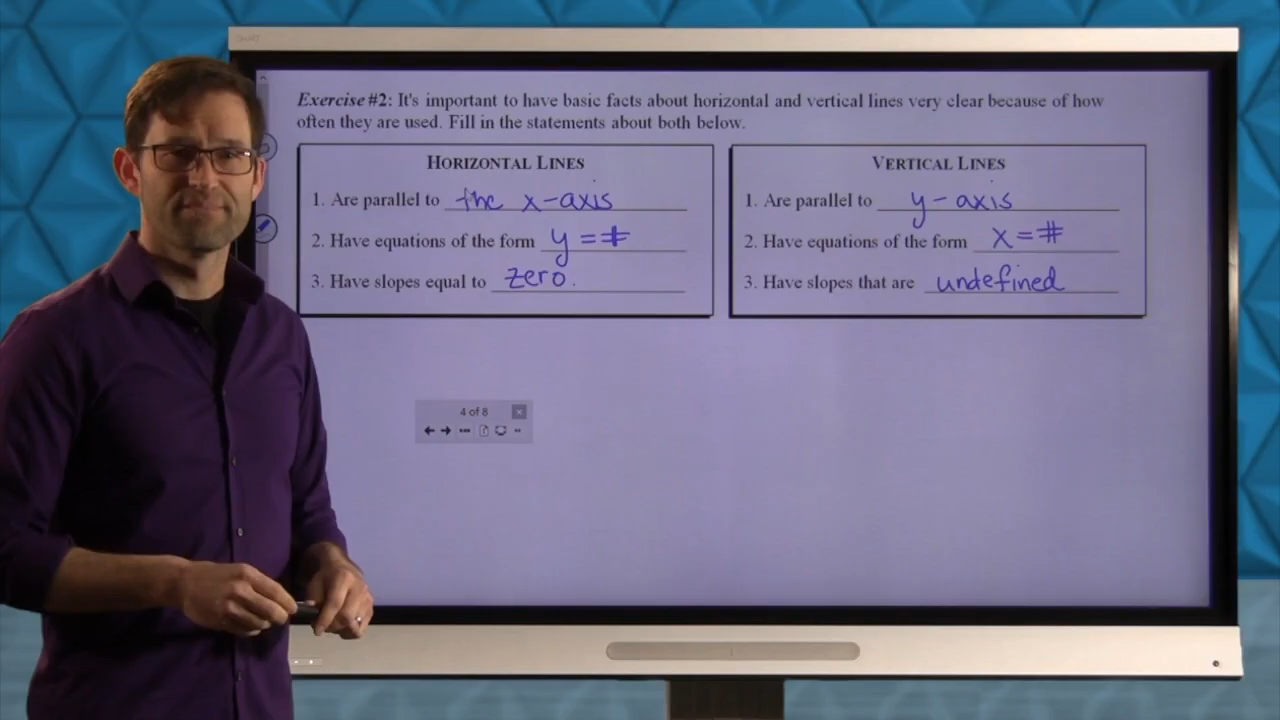 Exercise #2: It's important to have basic facts about horizontal and vertical lines very clear because of how
often they are used. Fill in the statements about both below.
HORIZONTAL LINES
1. Are parallel to the x-axis
2. Have equations of the form y = #
3. Have slopes equal to zero.
VERTICAL LINES
1. Are parallel to y-axis
2. Have equations of the form x = #
3. Have slopes that are undefined
4 of 8